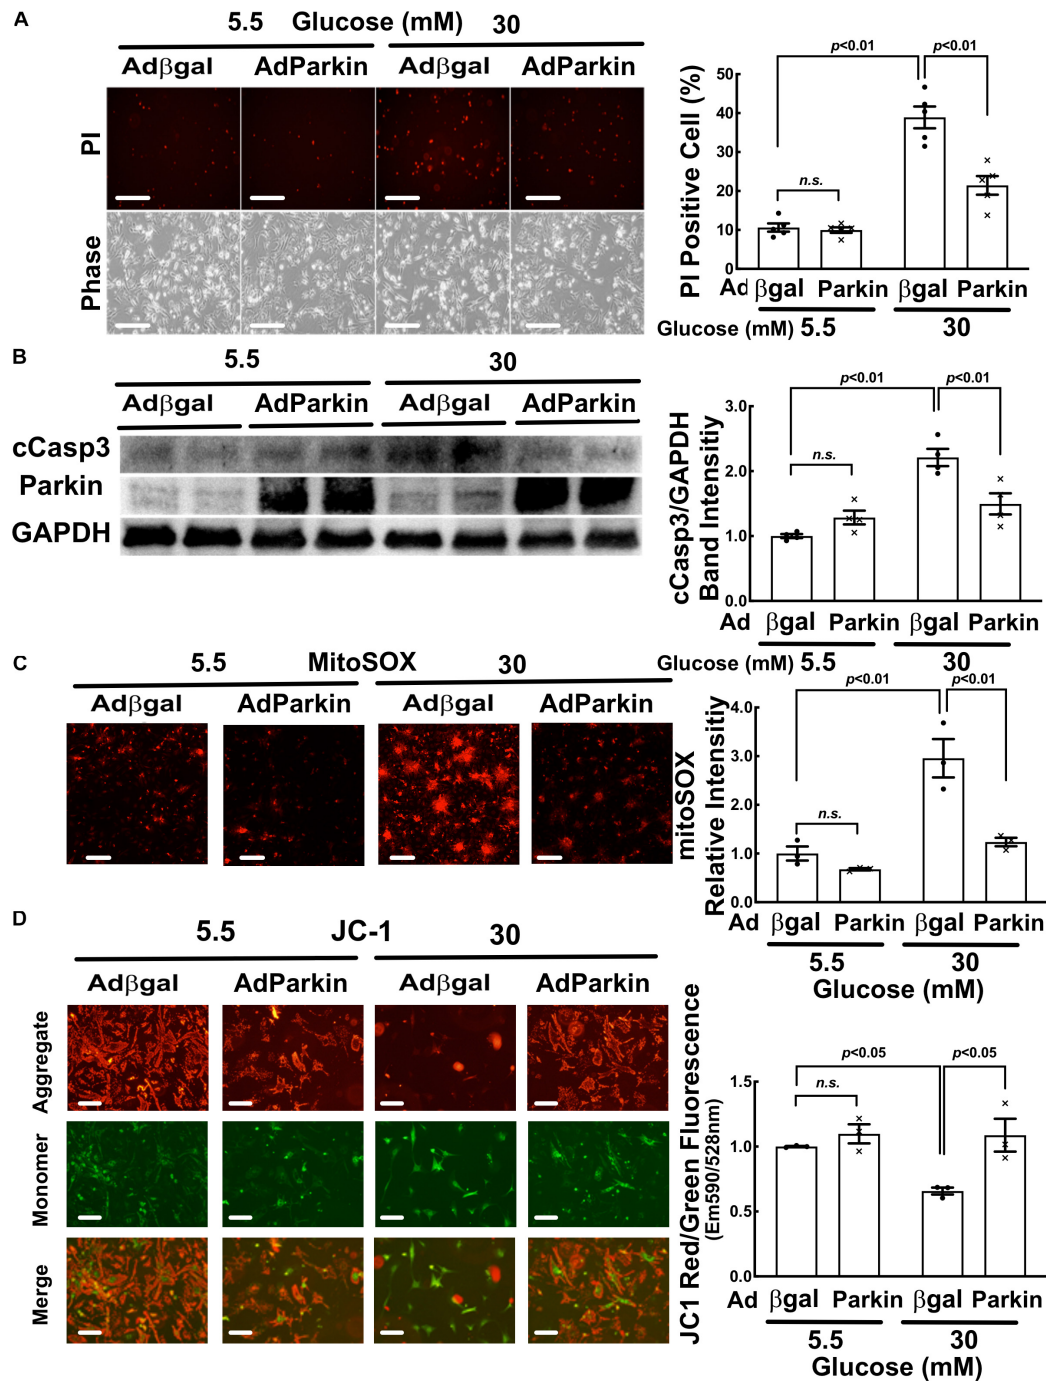 A
5.5 Glucose (mM) 30
Adβgal AdParkin Adβgal AdParkin
PI
Phase
PI Positive Cell (%)
50
40
30
20
10
0
n.s.
p<0.01 p<0.01
Ad βgal Parkin βgal Parkin
Glucose (mM) 5.5 30
B
5.5 30
Adβgal AdParkin Adβgal AdParkin
cCasp3
Parkin
GAPDH
cCasp3/GAPDH
Band Intensitiy
3.0
2.0
1.0
0.0
n.s.
p<0.01 p<0.01
Ad βgal Parkin βgal Parkin
Glucose (mM) 5.5 30
C
5.5 MitoSOX 30
Adβgal AdParkin Adβgal AdParkin
mitoSOX
Relative Intensitiy
4.0
3.0
2.0
1.0
0.0
n.s.
p<0.01 p<0.01
Ad βgal Parkin βgal Parkin
5.5 30
Glucose (mM)
D
5.5 JC-1 30
Adβgal AdParkin Adβgal AdParkin
Aggregate
Monomer
Merge
JC1 Red/Green Fluorescence
(Em590/528nm)
1.5
1.0
0.5
0.0
n.s.
p<0.05 p<0.05
Ad βgal Parkin βgal Parkin
5.5 30
Glucose (mM)